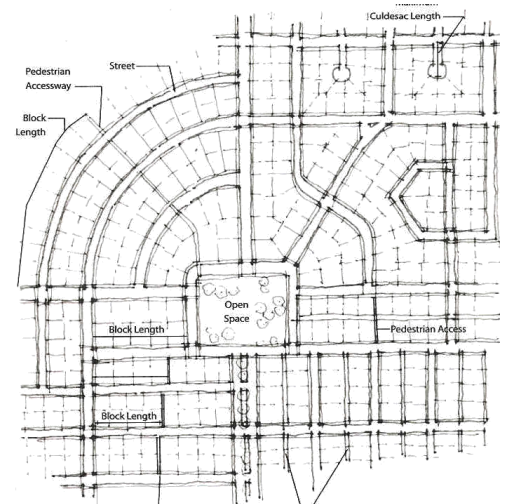 Culdesac Length
Street
Pedestrian
Accessway
Block
Length
Open
Space
Block Length
Pedestrian Access
Block Length